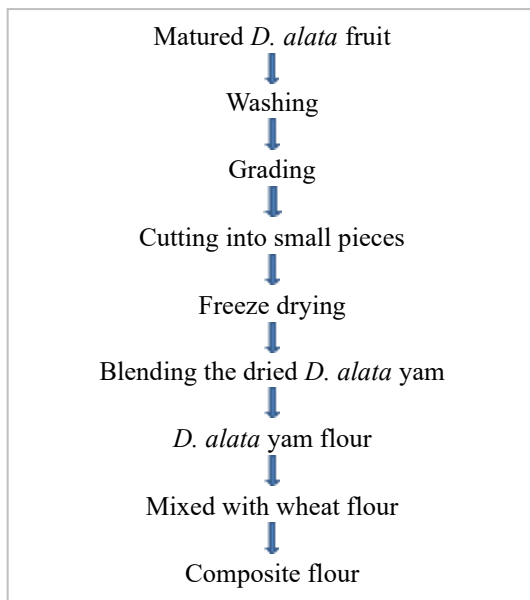 Matured D. alata fruit
Washing
Grading
Cutting into small pieces
Freeze drying
Blending the dried D. alata yam
D. alata yam flour
Mixed with wheat flour
Composite flour